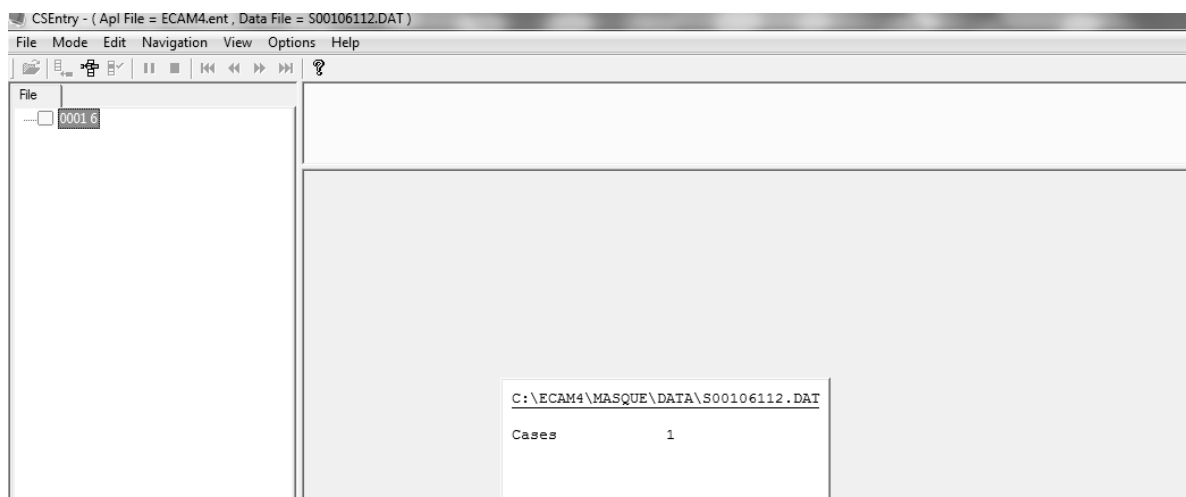 CSEntry - ( Apl File = ECAM4.ent , Data File = S00106112.DAT )
File Mode Edit Navigation View Options Help
File
0001 6
C:\ECAM4\MASQUE\DATA\S00106112.DAT
Cases 1